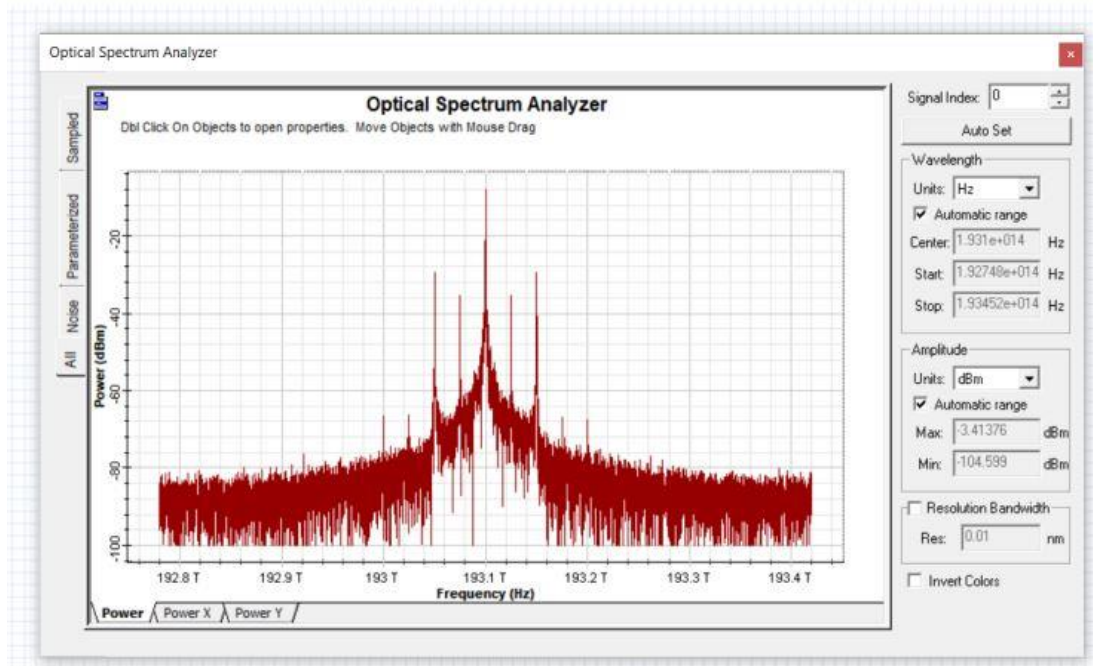 Optical Spectrum Analyzer
x
Sampled
Parameterized
Noise
All
Optical Spectrum Analyzer
Dbl Click On Objects to open properties. Move Objects with Mouse Drag
Power (dBm)
-20
-40
-60
-80
-100
192.8 T 192.9 T 193 T 193.1 T 193.2 T 193.3 T 193.4 T
Frequency (Hz)
Power Power X Power Y
Signal Index: 0
Auto Set
Wavelength
Units: Hz
Automatic range
Center: 1.931e+014 Hz
Start: 1.92748e+014 Hz
Stop: 1.93452e+014 Hz
Amplitude
Units: dBm
Automatic range
Max: -3.41376 dBm
Min: -104.599 dBm
Resolution Bandwidth
Res: 0.01 nm
Invert Colors